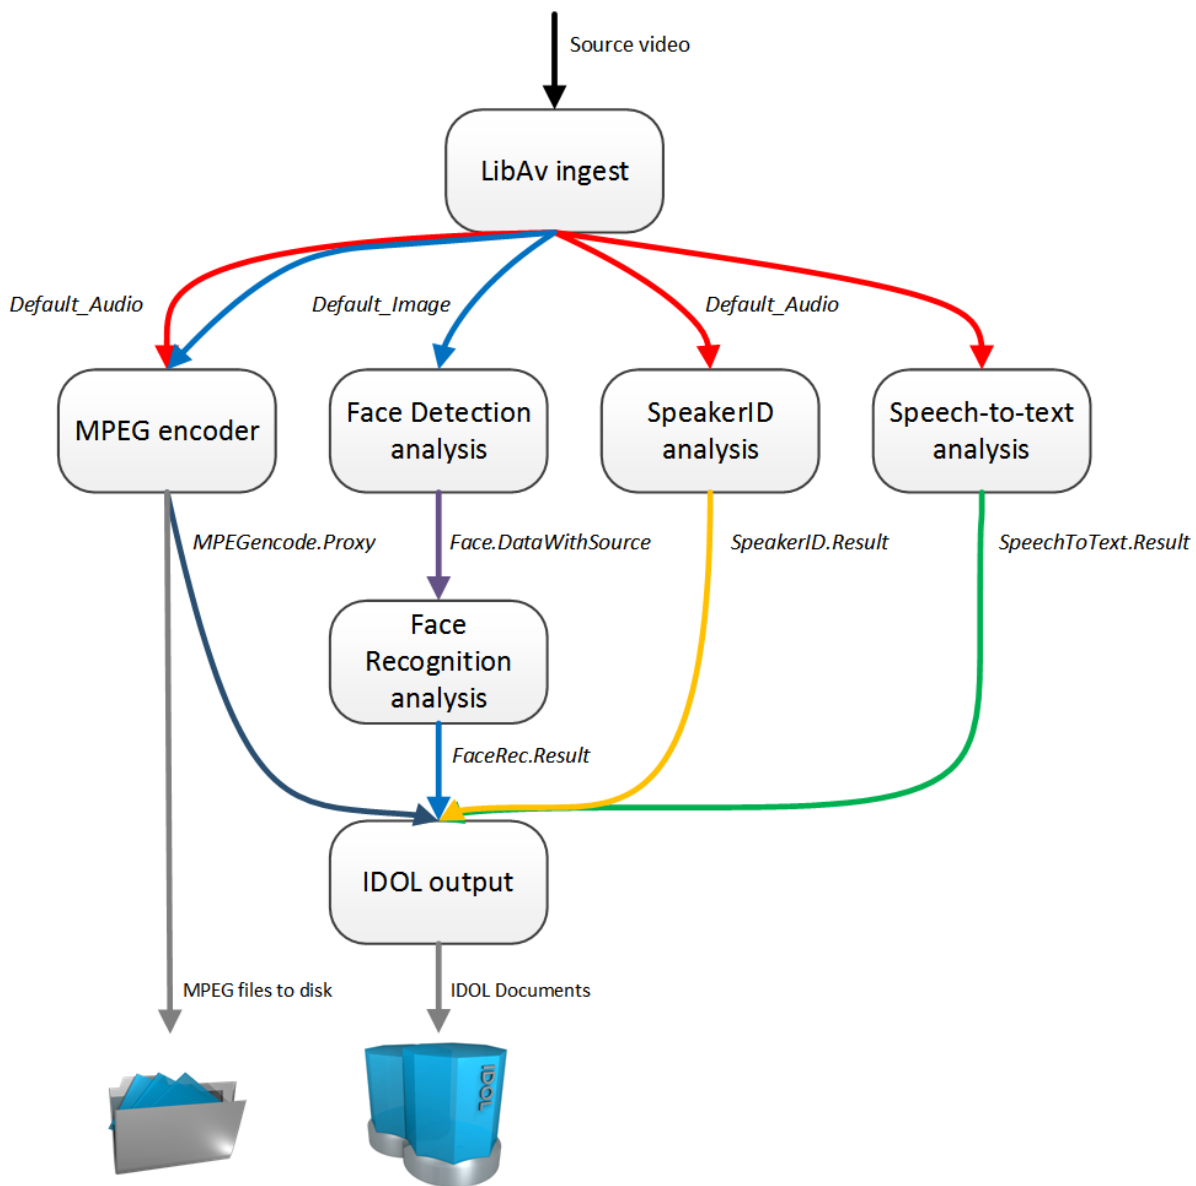 Source video
LibAv ingest
Default_Audio
Default_Image
Default_Audio
MPEG encoder
Face Detection
analysis
SpeakerID
analysis
Speech-to-text
analysis
MPEGencode.Proxy
Face.DataWithSource
SpeakerID.Result
SpeechToText.Result
Face
Recognition
analysis
FaceRec.Result
IDOL output
MPEG files to disk
IDOL Documents
IDOL